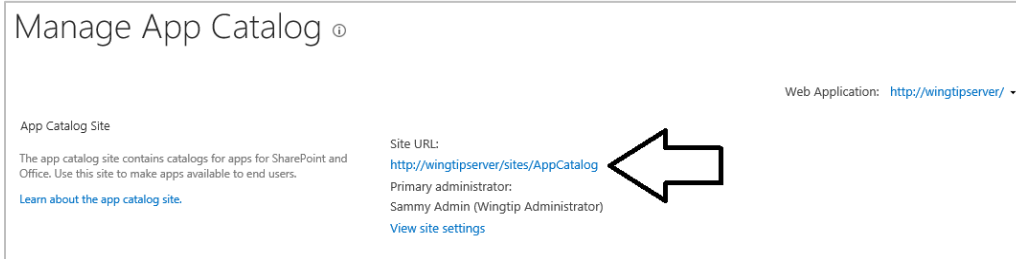 Manage App Catalog
Web Application: http://wingtipserver/
App Catalog Site
The app catalog site contains catalogs for apps for SharePoint and
Office. Use this site to make apps available to end users.
Learn about the app catalog site.
Site URL:
http://wingtipserver/sites/AppCatalog
Primary administrator:
Sammy Admin (Wingtip Administrator)
View site settings